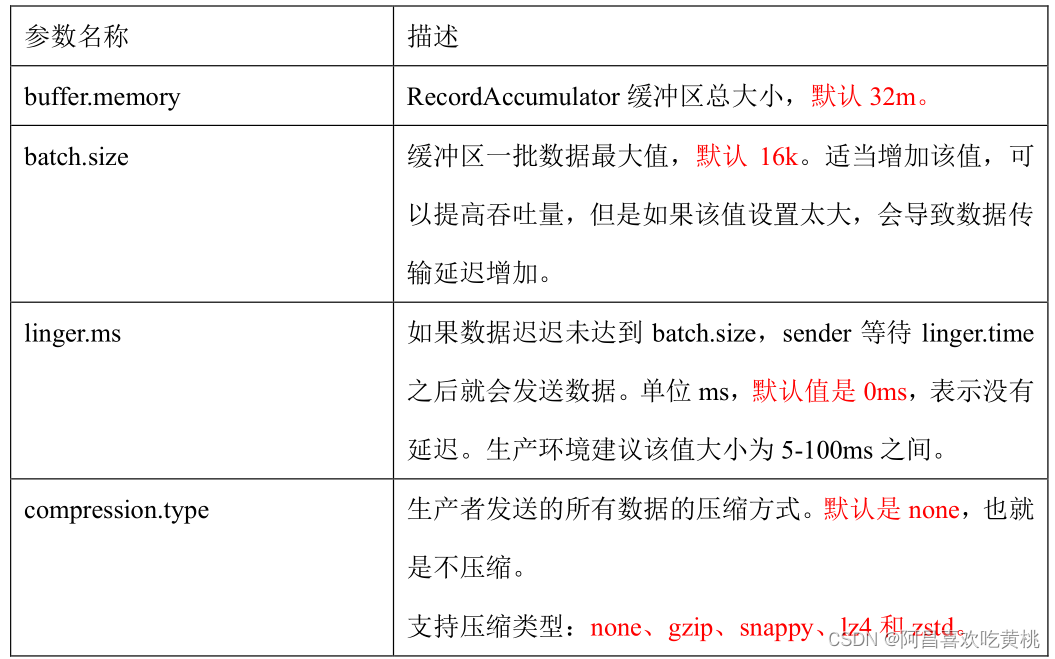 参数名称
描述
buffer.memory
RecordAccumulator 缓冲区总大小，默认 32m。
batch.size
缓冲区一批数据最大值，默认 16k。适当增加该值，可
以提高吞吐量，但是如果该值设置太大，会导致数据传
输延迟增加。
linger.ms
如果数据迟迟未达到 batch.size，sender 等待 linger.time
之后就会发送数据。单位 ms，默认值是 0ms，表示没有
延迟。生产环境建议该值大小为 5-100ms 之间。
compression.type
生产者发送的所有数据的压缩方式。默认是 none，也就
是不压缩。
支持压缩类型：none、gzip、snappy、lz4 和 zstd。
CSDN @阿昌喜欢吃黄桃